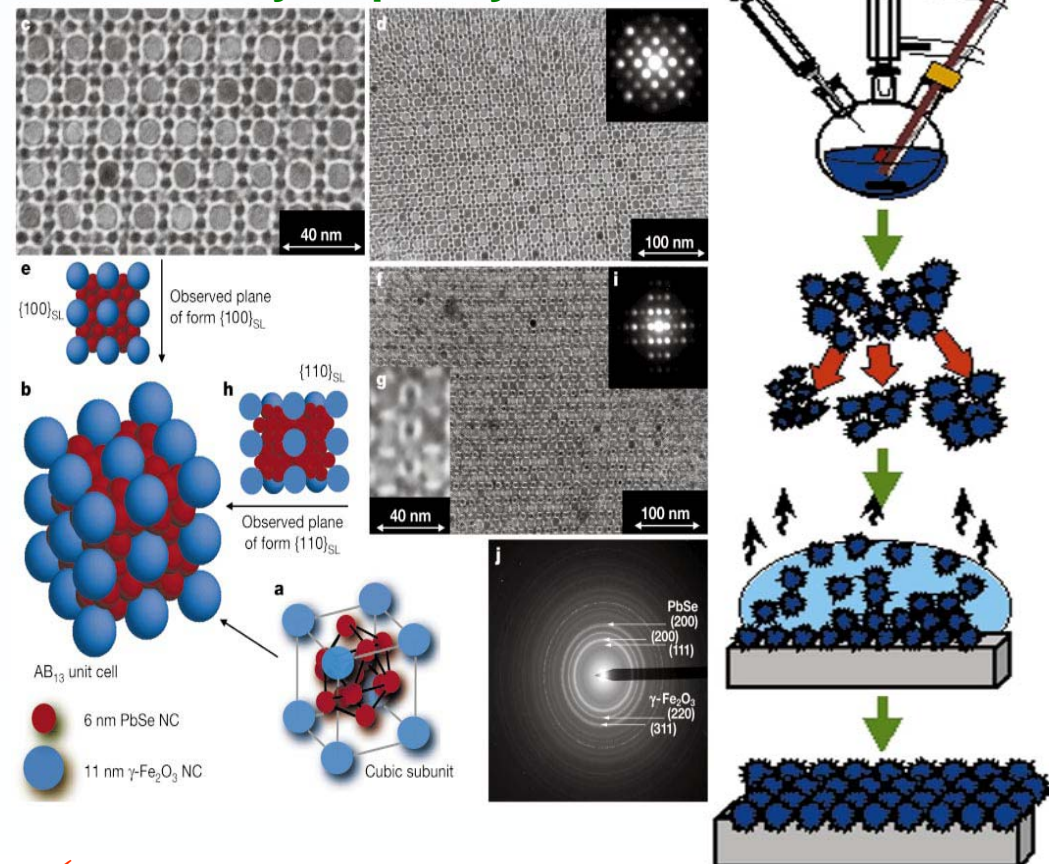 c
40 nm
d
100 nm
e
{100}SL
Observed plane
of form {100}SL
f
i
g
40 nm
100 nm
b
h
{110}SL
Observed plane
of form {110}SL
AB13 unit cell
6 nm PbSe NC
11 nm γ-Fe2O3 NC
a
Cubic subunit
j
PbSe
(200)
(200)
(111)
γ-Fe2O3
(220)
(311)